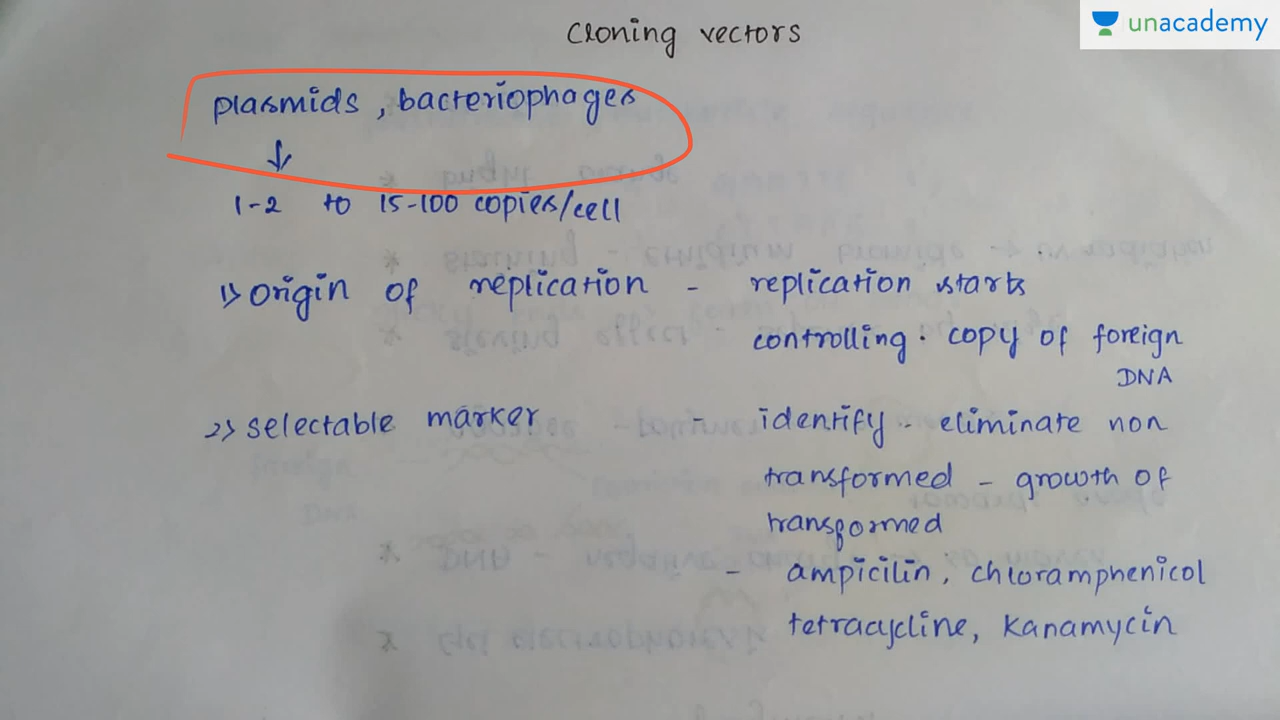 cloning vectors
unacademy
plasmids, bacteriophages
↓
1-2 to 15-100 copies/cell
1> origin of replication - replication starts
controlling. copy of foreign
DNA
2> selectable marker - identify - eliminate non
transformed - growth of
transformed
- ampicilin, chloramphenicol
tetracycline, Kanamycin